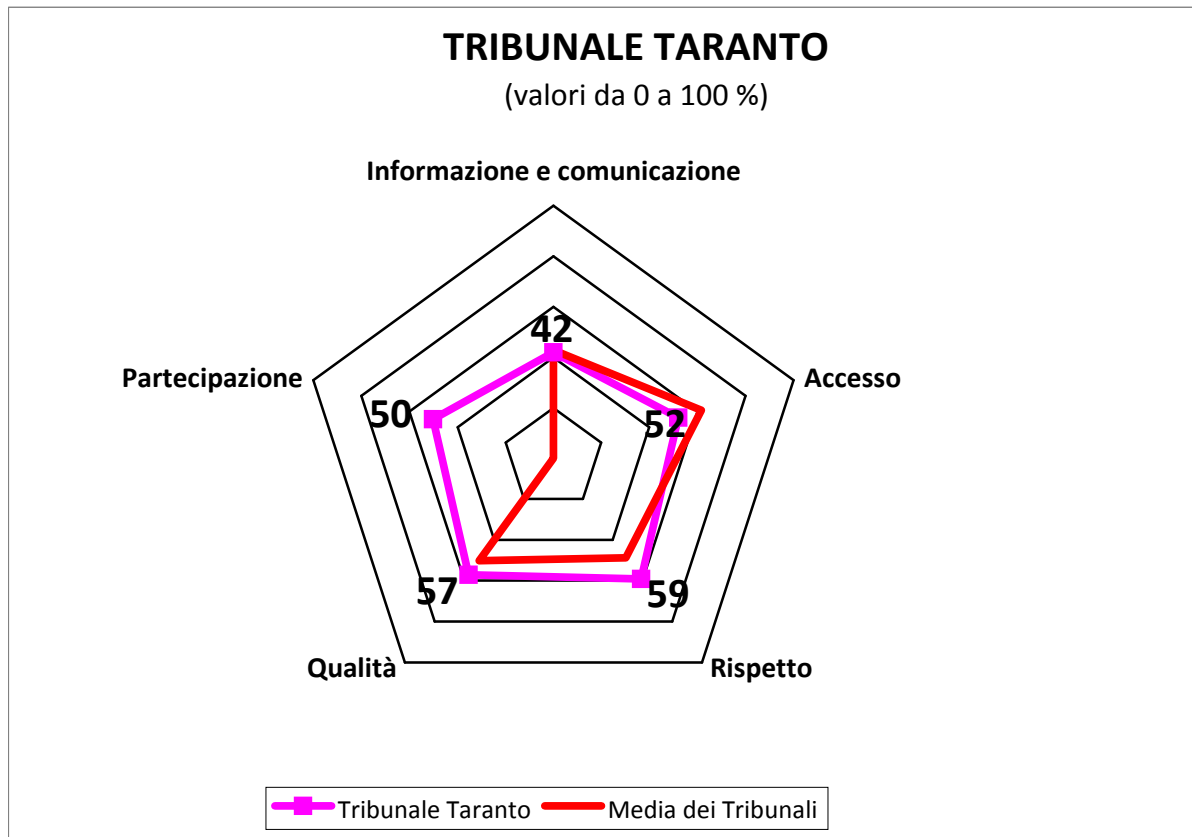 TRIBUNALE TARANTO
(valori da 0 a 100 %)
Informazione e comunicazione
42
Partecipazione
Accesso
50
52
57
59
Qualità
Rispetto
Tribunale Taranto
Media dei Tribunali